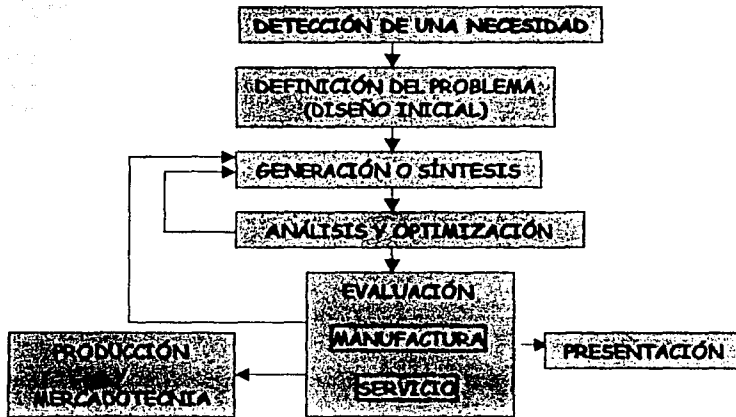 DETECCIÓN DE UNA NECESIDAD
DEFINICIÓN DEL PROBLEMA
(DISEÑO INICIAL)
GENERACIÓN O SÍNTESIS
ANÁLISIS Y OPTIMIZACIÓN
EVALUACIÓN
MANUFACTURA
SERVICIO
PRODUCCIÓN
MERCADOTECNIA
PRESENTACIÓN